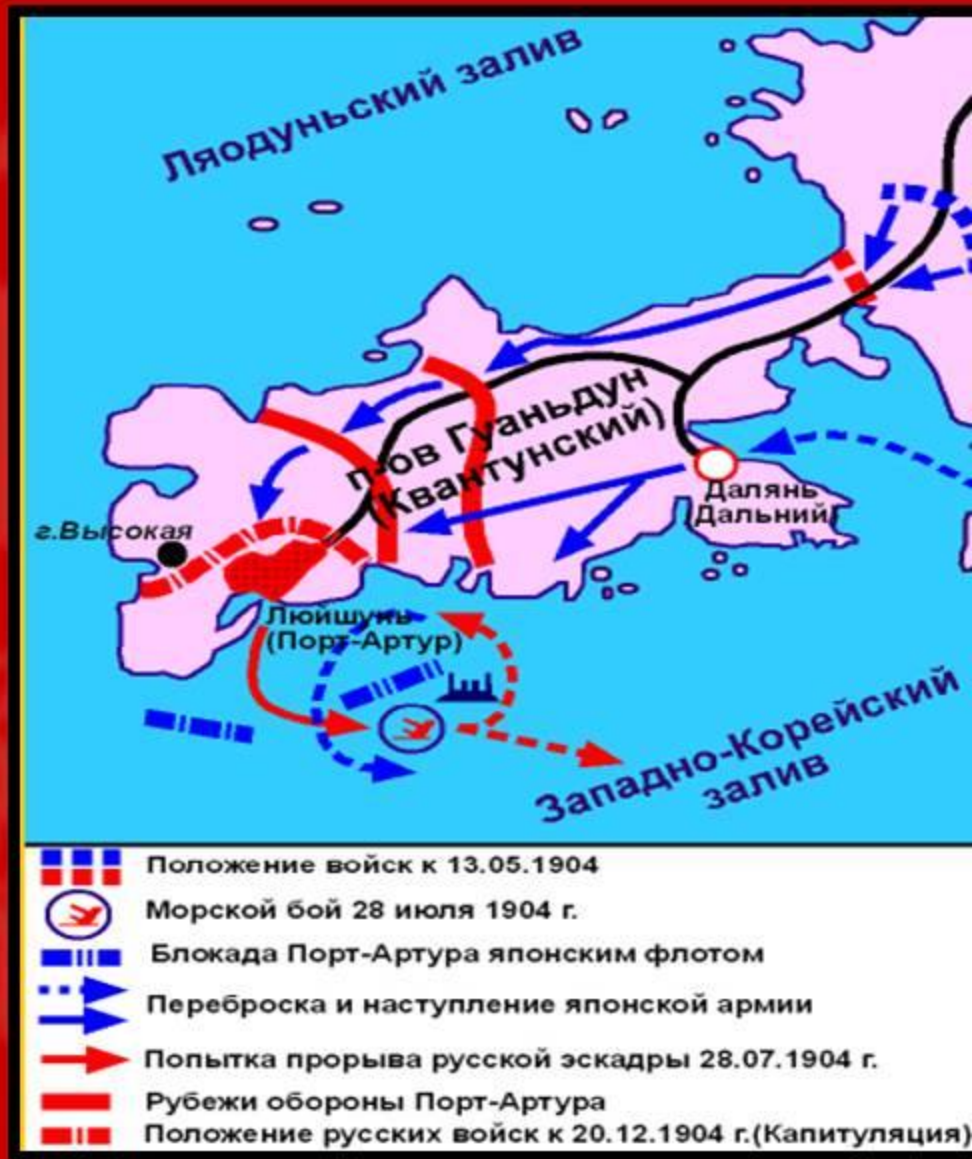 Ляодуньский залив
п-ов Гуаньдун
(Квантунский)
Далянь
(Дальний)
г.Высокая
Люйшунь
(Порт-Артур)
Западно-Корейский
залив
Положение войск к 13.05.1904
Морской бой 28 июля 1904 г.
Блокада Порт-Артура японским флотом
Переброска и наступление японской армии
Попытка прорыва русской эскадры 28.07.1904 г.
Рубежи обороны Порт-Артура
Положение русских войск к 20.12.1904 г.(Капитуляция)